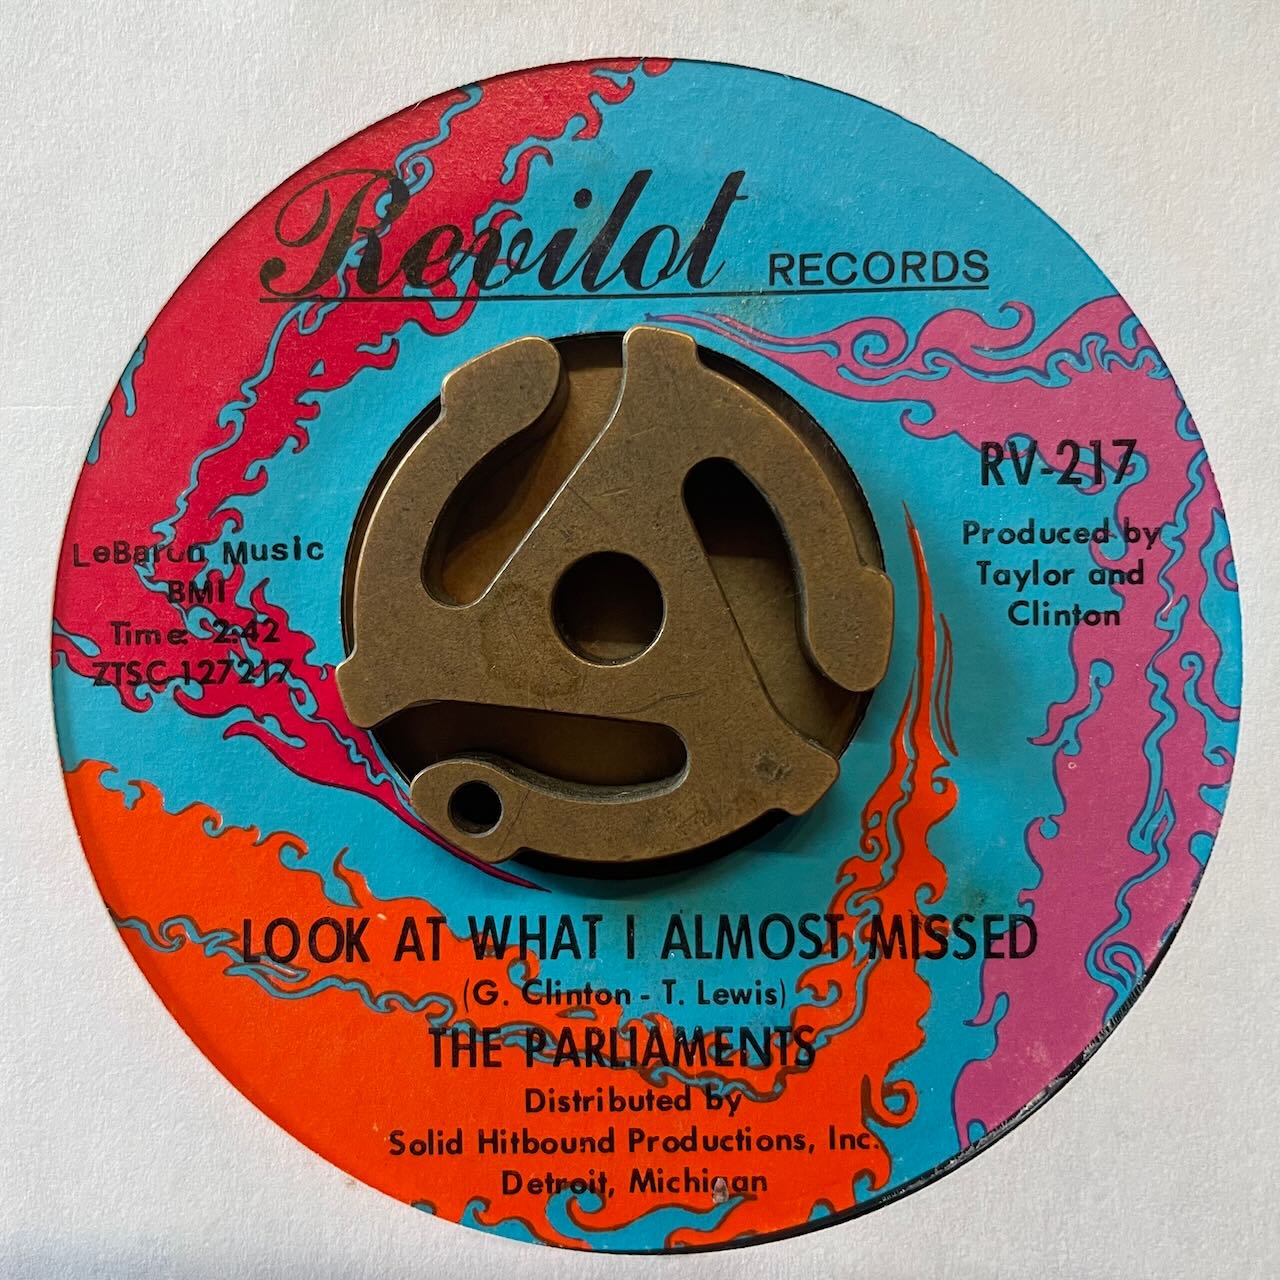 Revilot RECORDS
RV-217
Produced by
Taylor and
Clinton
LeBaron Music
BMI
Time: 2:42
ZTSC-127217
LOOK AT WHAT I ALMOST MISSED
(G. Clinton - T. Lewis)
THE PARLIAMENTS
Distributed by
Solid Hitbound Productions, Inc.
Detroit, Michigan